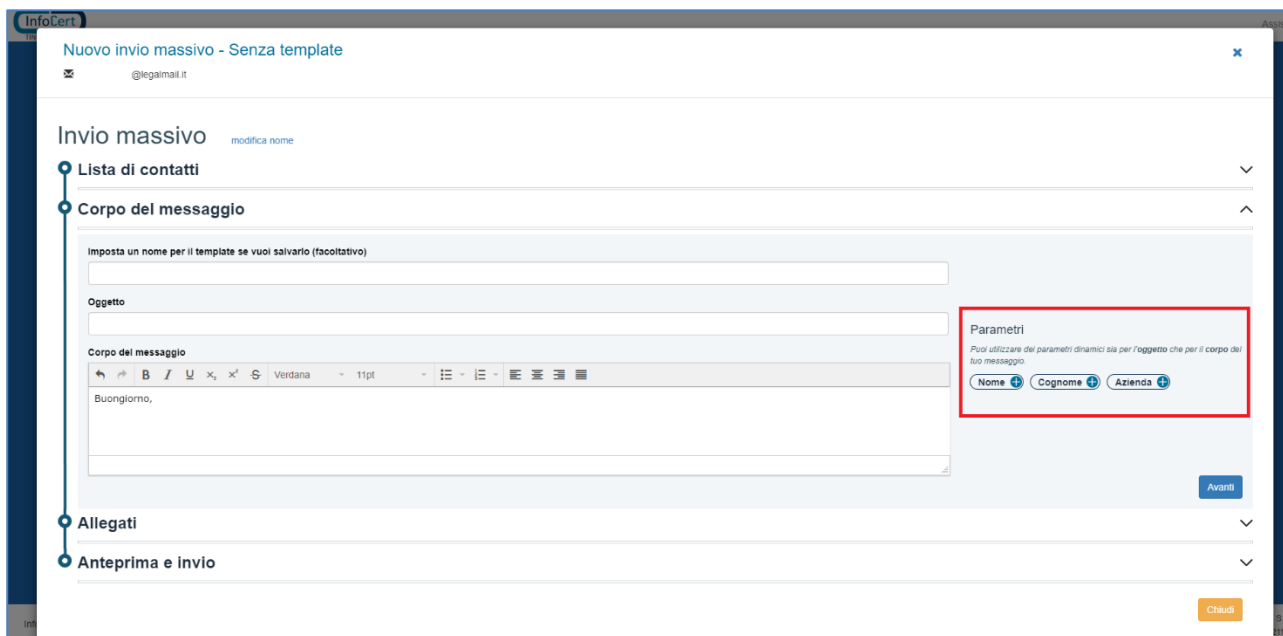 InfoCert
Assis
Nuovo invio massivo - Senza template
@legalmail.it
Invio massivo modifica nome
Lista di contatti
Corpo del messaggio
Imposta un nome per il template se vuoi salvarlo (facoltativo)
Oggetto
Parametri
Puoi utilizzare dei parametri dinamici sia per l'oggetto che per il corpo del
tuo messaggio.
Nome Cognome Azienda
Corpo del messaggio
B I U x₂ x² S Verdana 11pt
Buongiorno,
Avanti
Allegati
Anteprima e invio
Chiudi